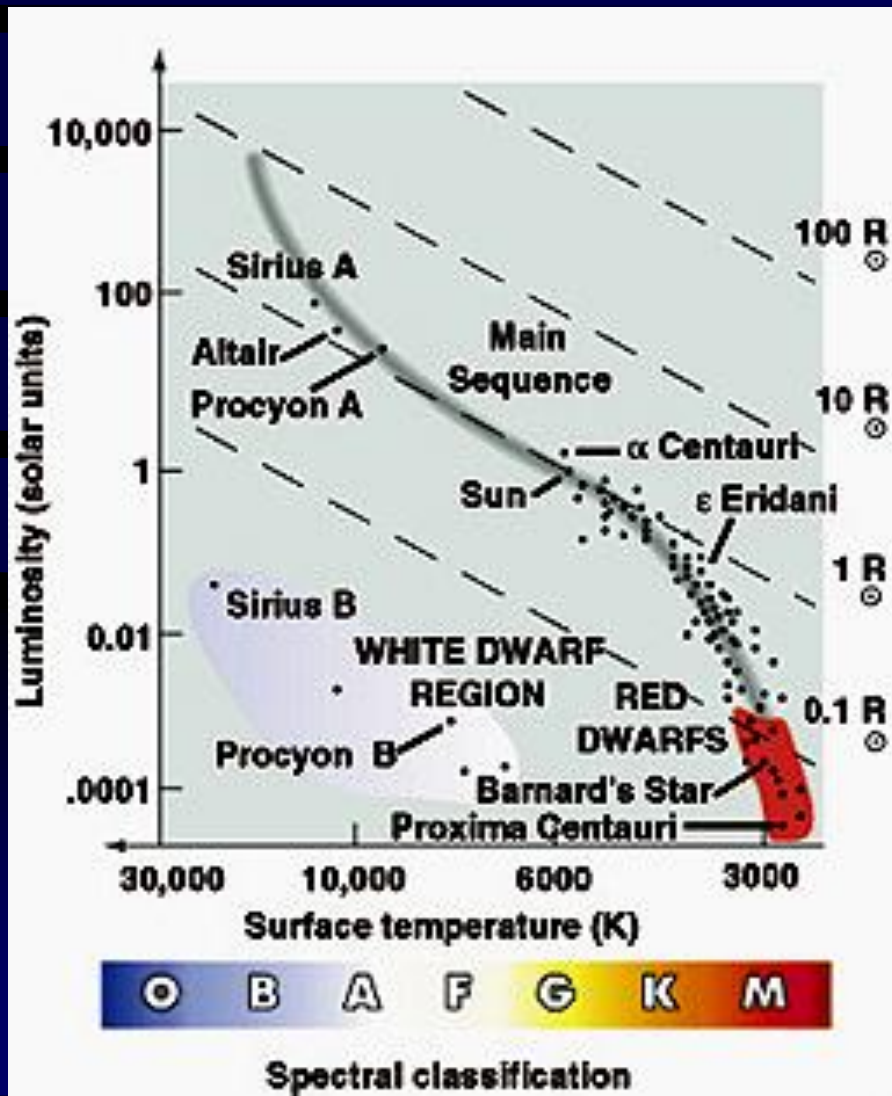 10,000
100 R
☉
Sirius A
100
Main
Sequence
Altair
10 R
☉
Procyon A
α Centauri
1
Sun
ε Eridani
Luminosity (solar units)
1 R
☉
Sirius B
0.01
WHITE DWARF
REGION
RED
DWARFS
0.1 R
☉
Procyon B
.0001
Barnard's Star
Proxima Centauri
30,000 10,000 6000 3000
Surface temperature (K)
O B A F G K M
Spectral classification